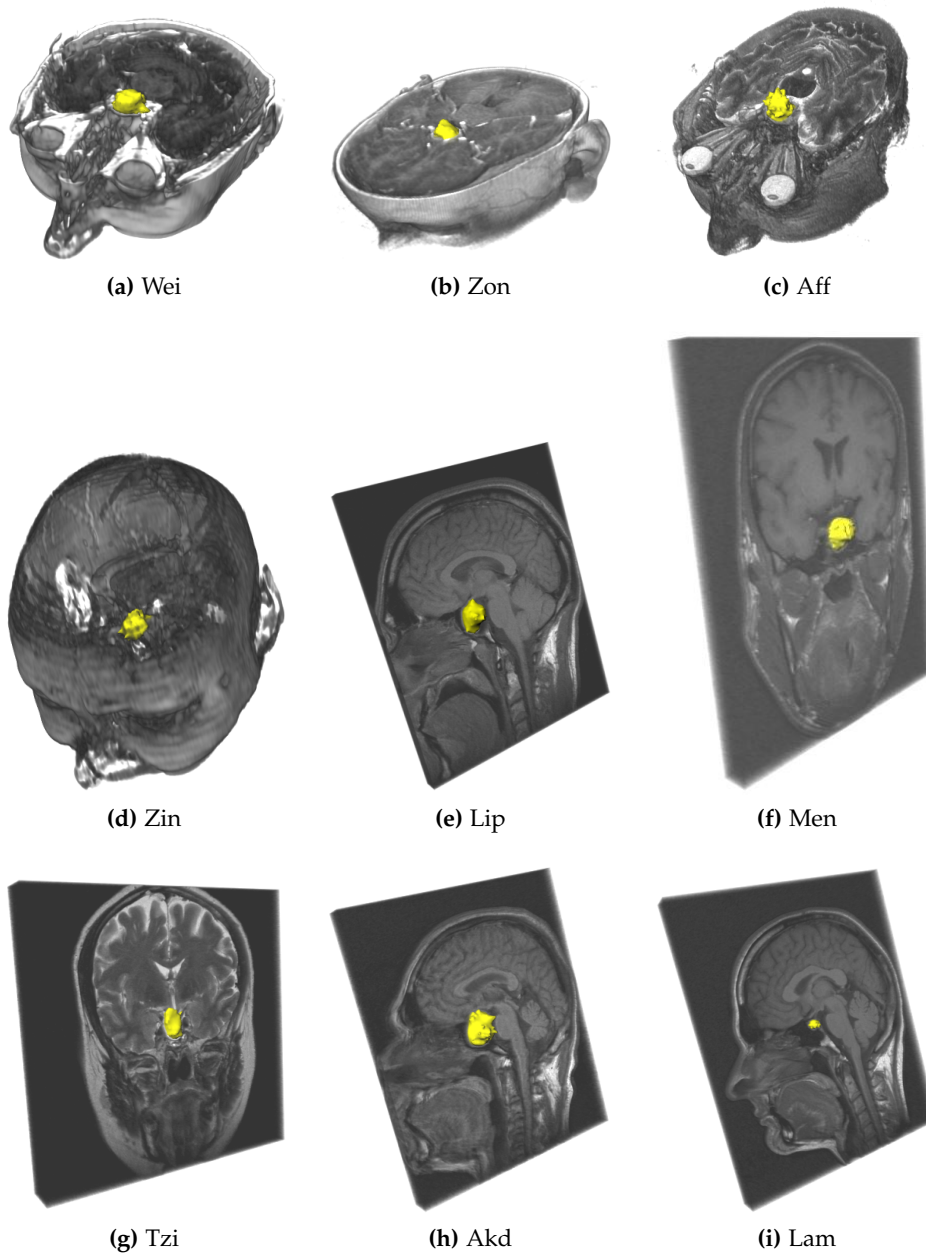 (a) Wei
(b) Zon
(c) Aff
(d) Zin
(e) Lip
(f) Men
(g) Tzi
(h) Akd
(i) Lam